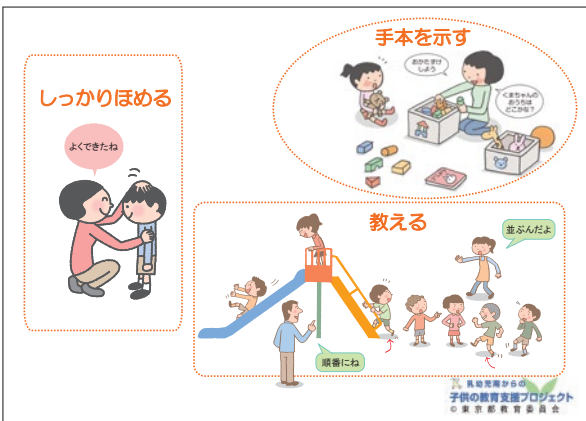 しっかりほめる
よくできたね
手本を示す
おかたずけ
しよう
くまちゃんの
おうちは
どこかな?
教える
並ぶんだよ
順番にね
乳幼児期からの
子供の教育支援プロジェクト
©東京都教育委員会